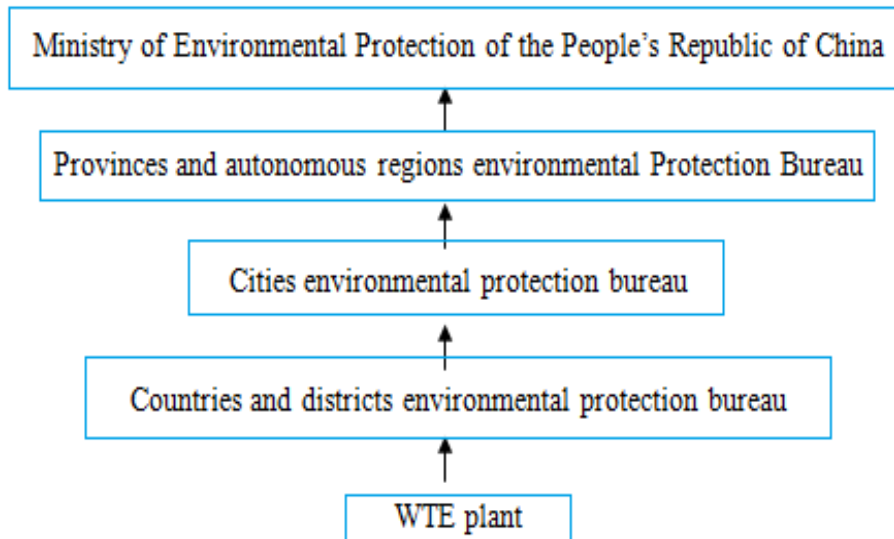 Ministry of Environmental Protection of the People’s Republic of China
Provinces and autonomous regions environmental Protection Bureau
Cities environmental protection bureau
Countries and districts environmental protection bureau
WTE plant